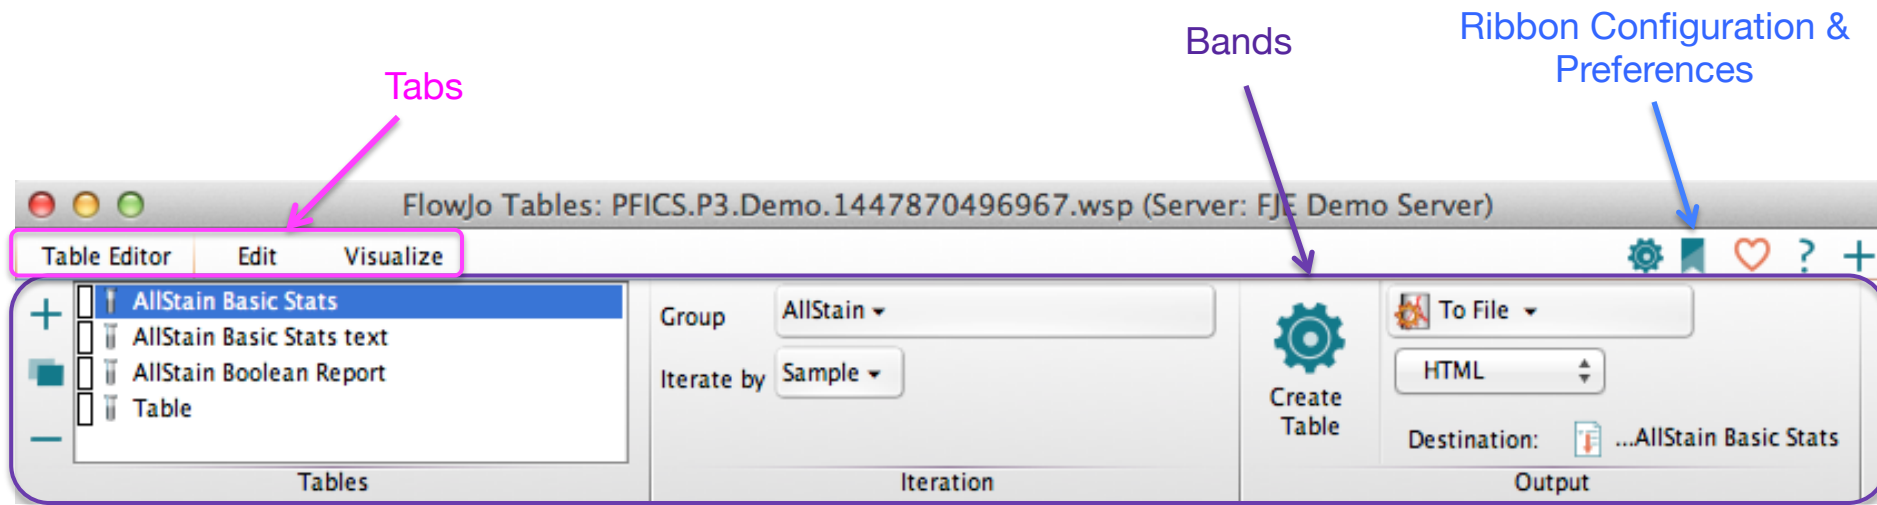 Ribbon Configuration &
Preferences
Bands
Tabs
FlowJo Tables: PFICS.P3.Demo.1447870496967.wsp (Server: FJE Demo Server)
Table Editor Edit Visualize ?
AllStain Basic Stats
AllStain Basic Stats text
AllStain Boolean Report
Table
Tables
Group AllStain
Iterate by Sample
Iteration
Create
Table
To File
HTML
Destination: ...AllStain Basic Stats
Output